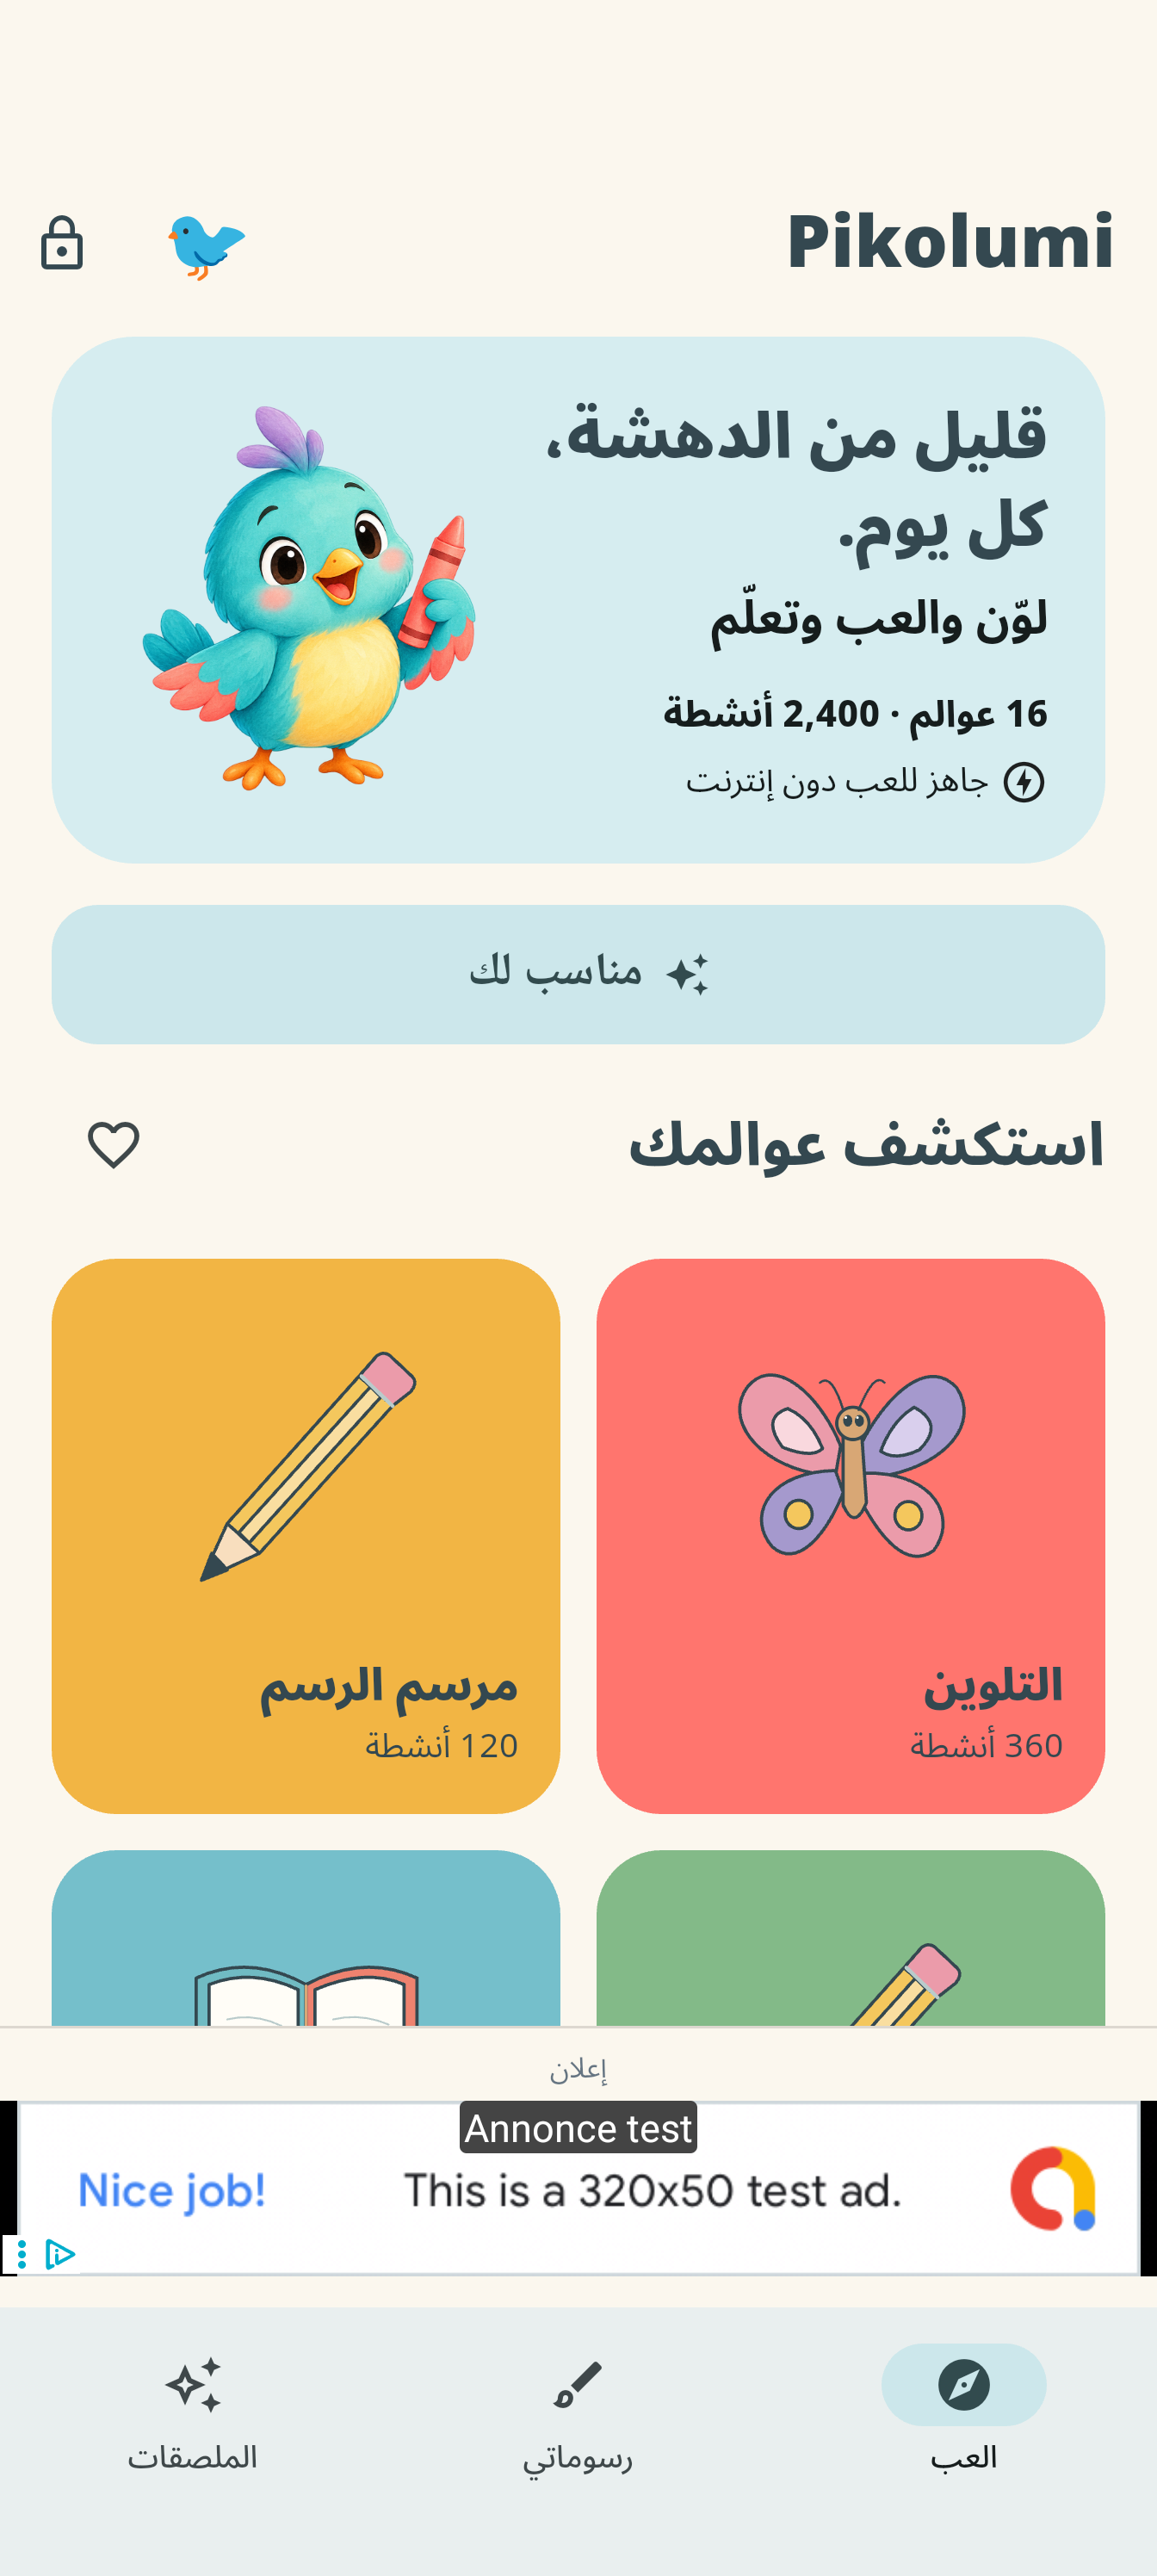 Pikolumi
قليل من الدهشة،
كل يوم.
لوّن والعب وتعلّم
16 عوالم · 2,400 أنشطة
جاهز للعب دون إنترنت
مناسب لك
استكشف عوالمك
التلوين
360 أنشطة
مرسم الرسم
120 أنشطة
إعلان
Annonce test
Nice job!
This is a 320x50 test ad.
العب
رسوماتي
الملصقات